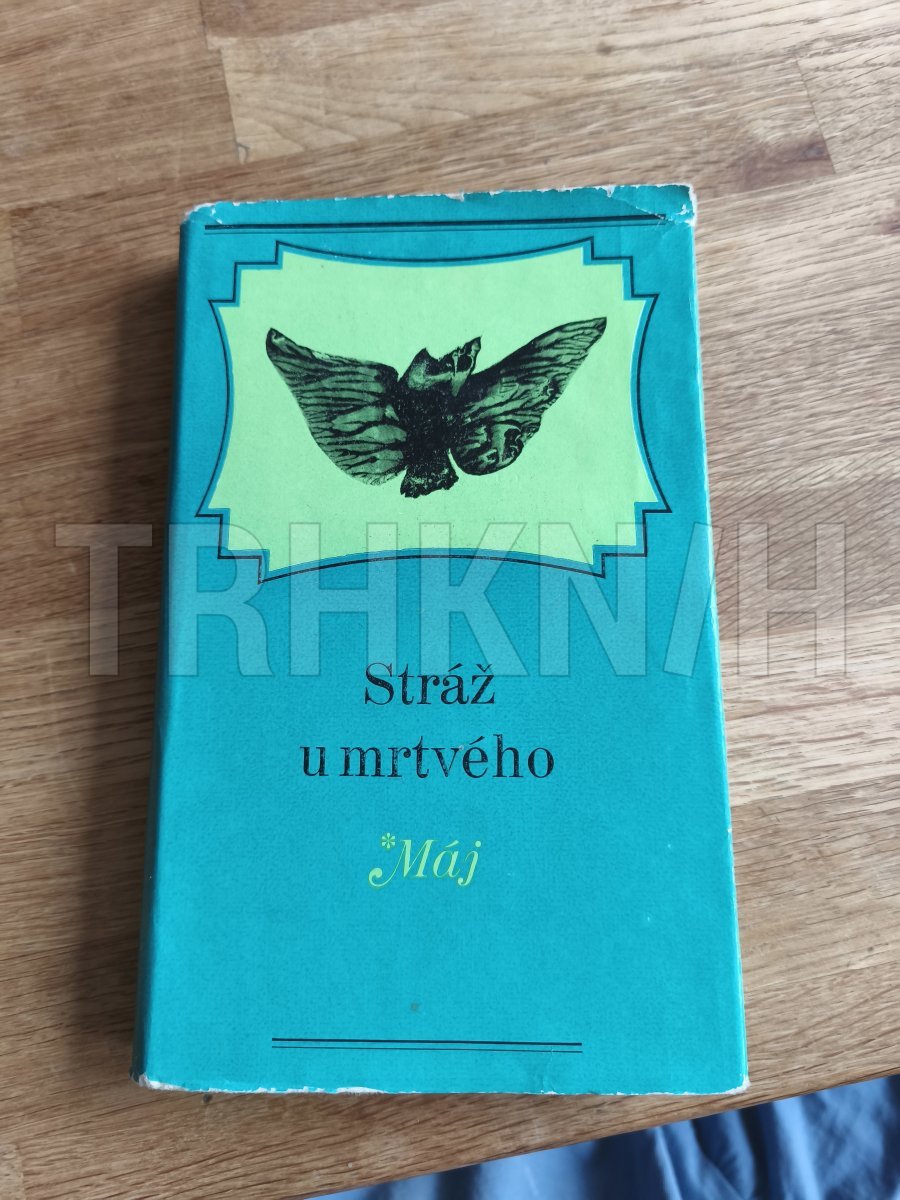 TRHKNIH
Stráž
u mrtvého
Máj